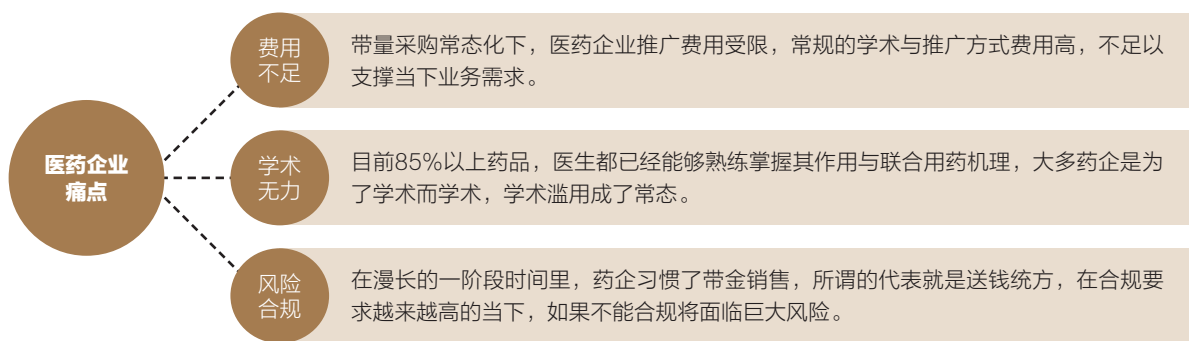 医药企业
痛点
费用
不足
带量采购常态化下，医药企业推广费用受限，常规的学术与推广方式费用高，不足以
支撑当下业务需求。
学术
无力
目前85%以上药品，医生都已经能够熟练掌握其作用与联合用药机理，大多药企是为
了学术而学术，学术滥用成了常态。
风险
合规
在漫长的一阶段时间里，药企习惯了带金销售，所谓的代表就是送钱统方，在合规要
求越来越高的当下，如果不能合规将面临巨大风险。